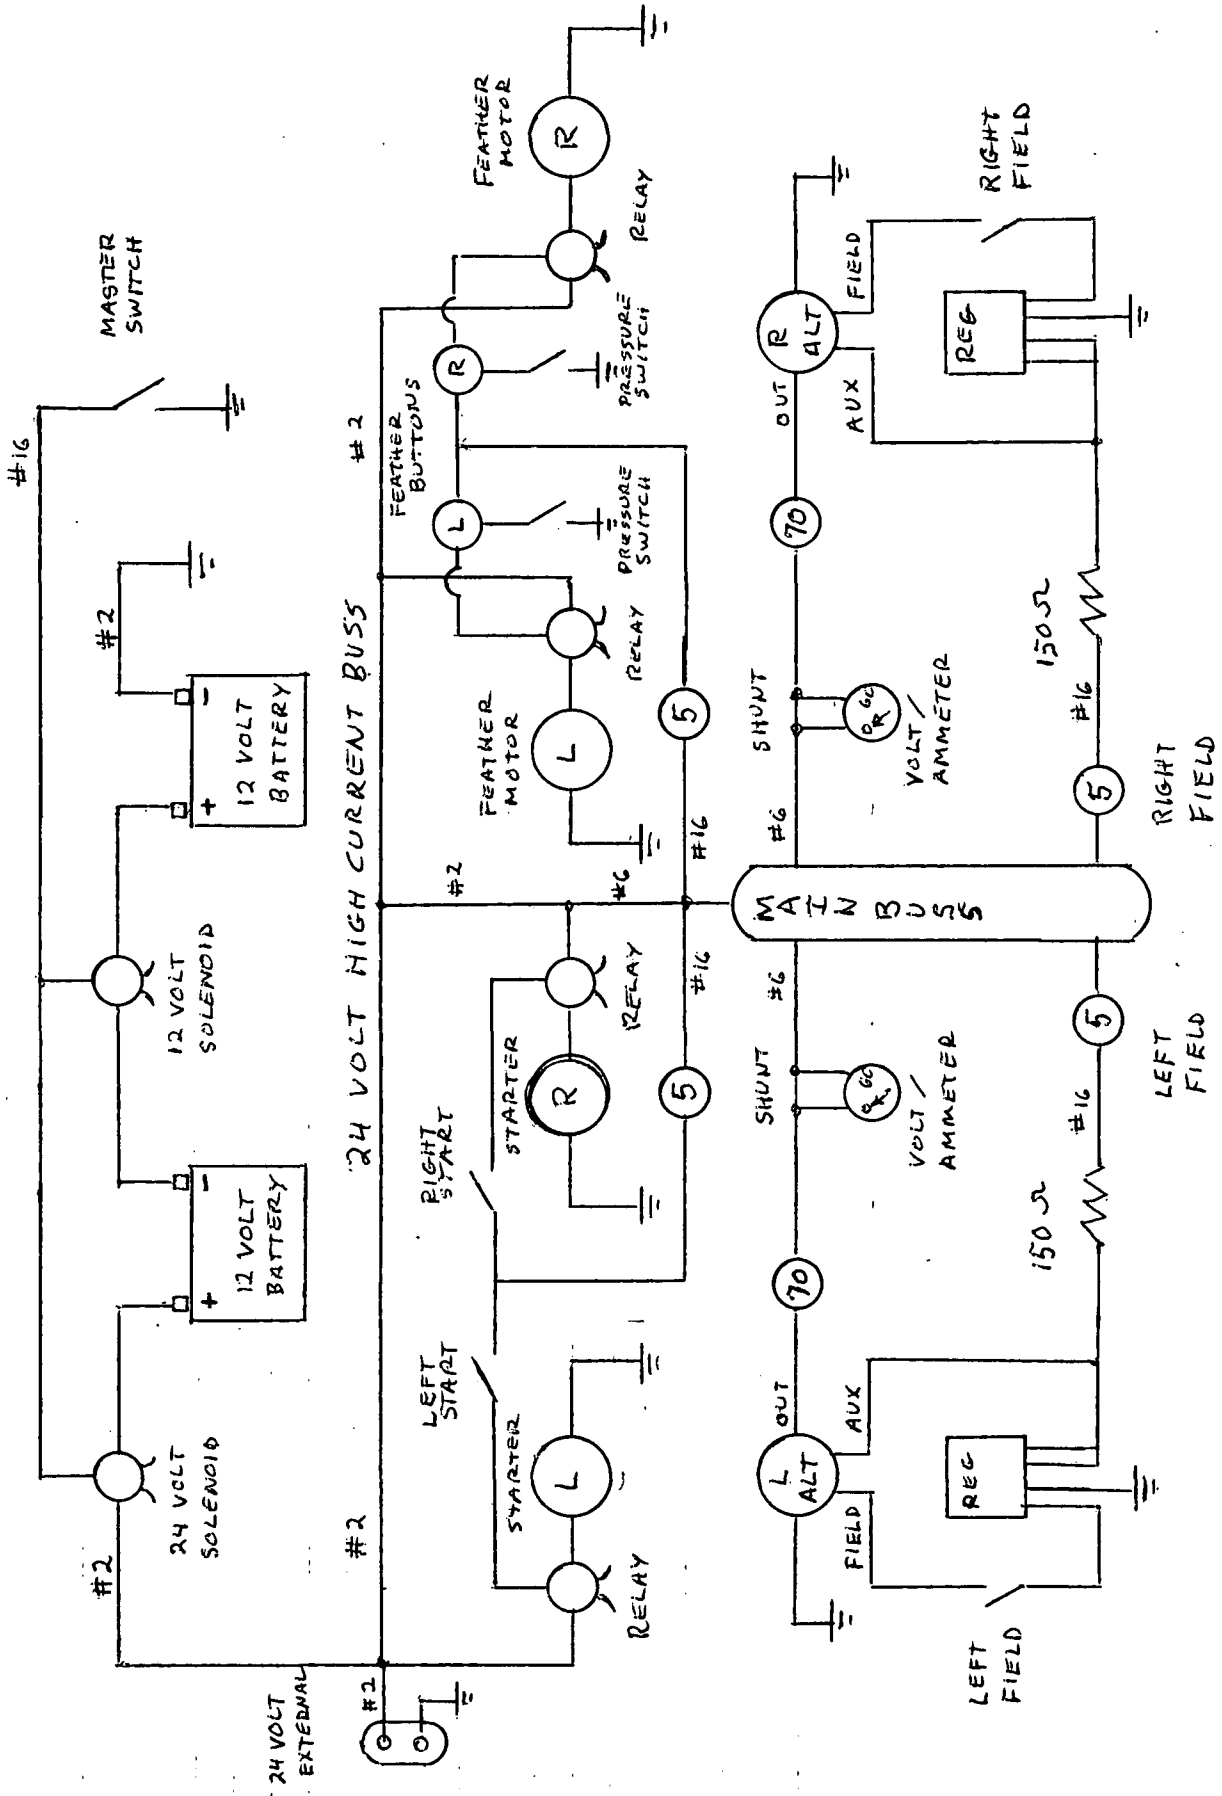 #16
MASTER
SWITCH
#2
12 VOLT
BATTERY
+
-
12 VOLT
SOLENOID
12 VOLT
BATTERY
+
-
24 VOLT
SOLENOID
#2
24 VOLT
EXTERNAL
#2
#2
24 VOLT HIGH CURRENT BUSS
#2
FEATHER
BUTTONS
L
R
PRESSURE
SWITCH
PRESSURE
SWITCH
FEATHER
MOTOR
R
RELAY
FEATHER
MOTOR
L
RELAY
5
#16
#2
#6
LEFT
START
RIGHT
START
STARTER
L
RELAY
STARTER
R
RELAY
5
#16
MAIN BUSS
L
ALT
OUT
AUX
FIELD
70
SHUNT
#6
VOLT/
AMMETER
REG
LEFT
FIELD
150 Ω
#16
5
LEFT
FIELD
R
ALT
OUT
AUX
FIELD
70
SHUNT
#6
VOLT/
AMMETER
REG
RIGHT
FIELD
150 Ω
#16
5
RIGHT
FIELD